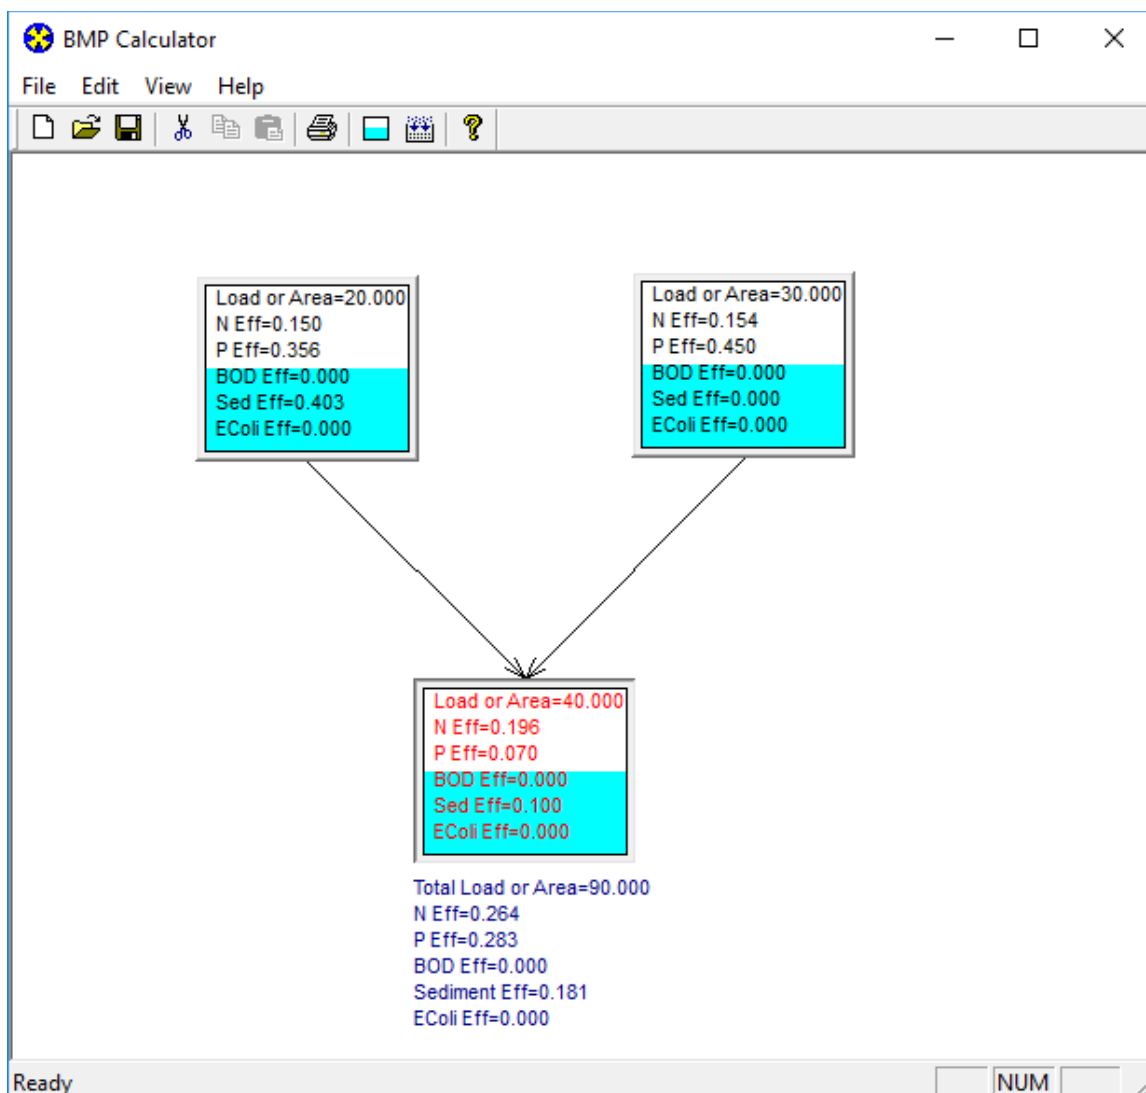 BMP Calculator
File Edit View Help
Load or Area=20.000
N Eff=0.150
P Eff=0.356
BOD Eff=0.000
Sed Eff=0.403
EColi Eff=0.000
Load or Area=30.000
N Eff=0.154
P Eff=0.450
BOD Eff=0.000
Sed Eff=0.000
EColi Eff=0.000
Load or Area=40.000
N Eff=0.196
P Eff=0.070
BOD Eff=0.000
Sed Eff=0.100
EColi Eff=0.000
Total Load or Area=90.000
N Eff=0.264
P Eff=0.283
BOD Eff=0.000
Sediment Eff=0.181
EColi Eff=0.000
Ready NUM